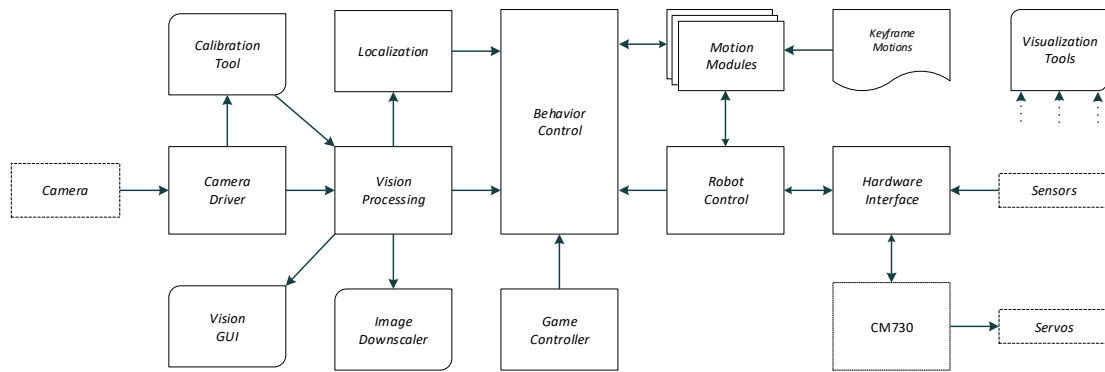 Calibration
Tool
Localization
Behavior
Control
Motion
Modules
Keyframe
Motions
Visualization
Tools
Camera
Camera
Driver
Vision
Processing
Robot
Control
Hardware
Interface
Sensors
Vision
GUI
Image
Downscaler
Game
Controller
CM730
Servos